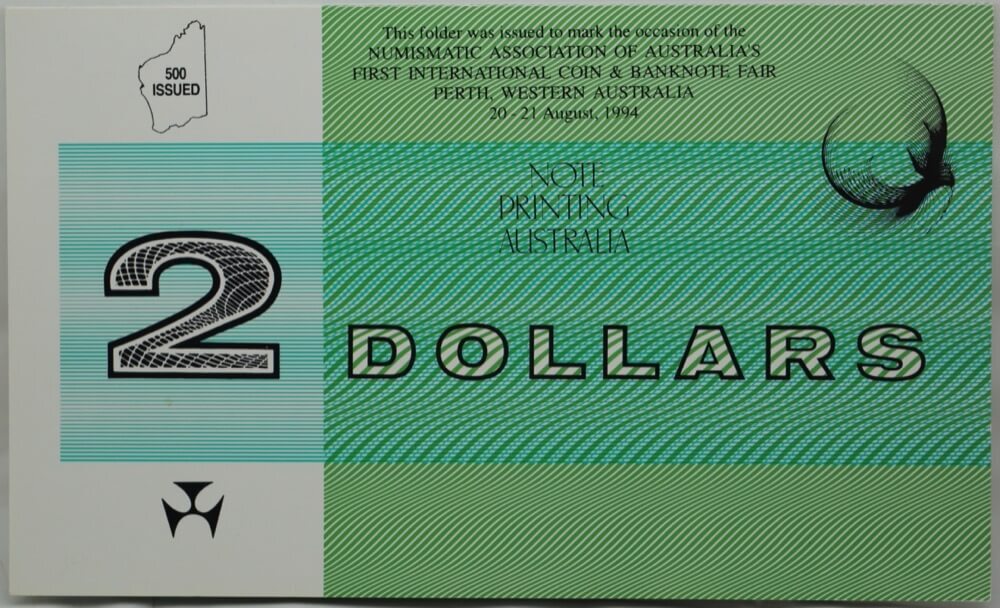 500
ISSUED
This folder was issued to mark the occasion of the
NUMISMATIC ASSOCIATION OF AUSTRALIA'S
FIRST INTERNATIONAL COIN & BANKNOTE FAIR
PERTH, WESTERN AUSTRALIA
20 - 21 August, 1994
NOTE
PRINTING
AUSTRALIA
2 DOLLARS